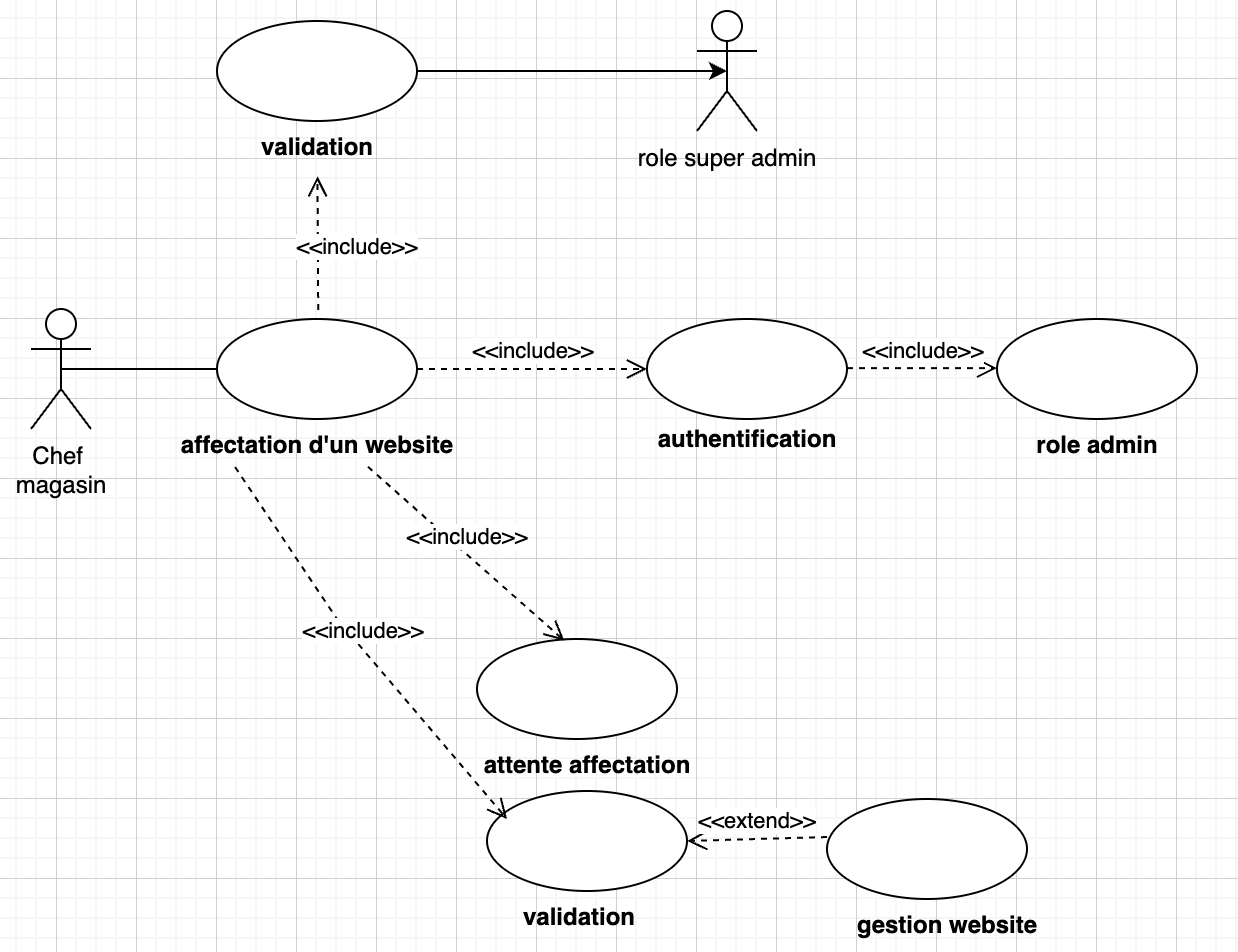 validation
role super admin
<<include>>
<<include>>
<<include>>
affectation d'un website
authentification
role admin
Chef
magasin
<<include>>
<<include>>
attente affectation
<<extend>>
validation
gestion website